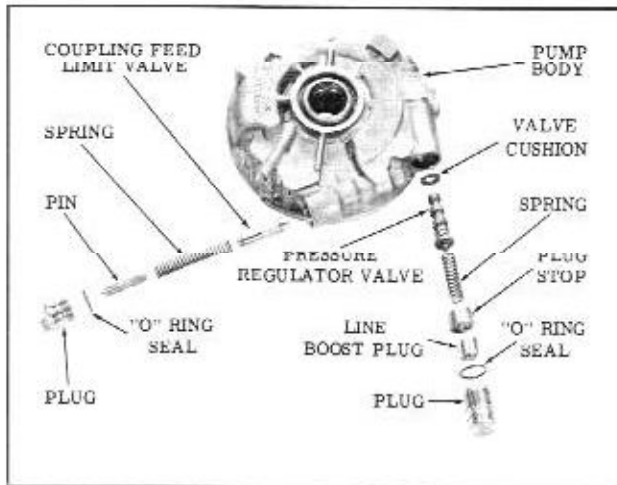 COUPLING FEED
LIMIT VALVE
SPRING
PIN
"O" RING
SEAL
PLUG
PUMP
BODY
VALVE
CUSHION
SPRING
PRESSURE
REGULATOR VALVE
PLUG
STOP
LINE
BOOST PLUG
"O" RING
SEAL
PLUG